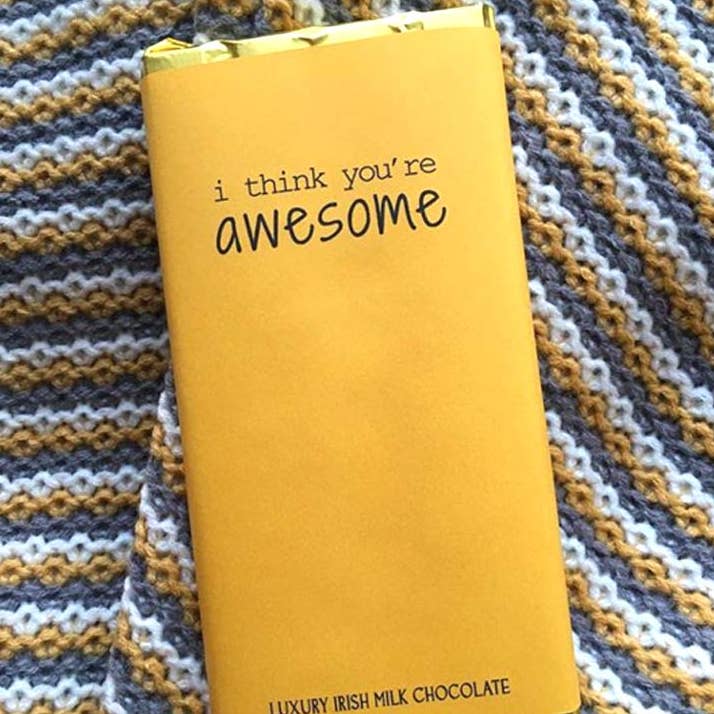 i think you're
awesome
LUXURY IRISH MILK CHOCOLATE